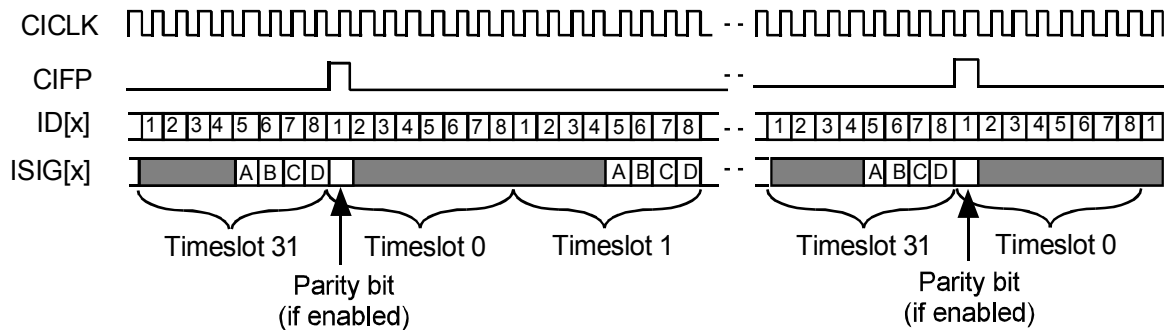 CICLK
CIFP
ID[x] 1 2 3 4 5 6 7 8 1 2 3 4 5 6 7 8 1 2 3 4 5 6 7 8 1 2 3 4 5 6 7 8 1 2 3 4 5 6 7 8 1
ISIG[x] A B C D A B C D A B C D
Timeslot 31 Timeslot 0 Timeslot 1 Timeslot 31 Timeslot 0
Parity bit Parity bit
(if enabled) (if enabled)